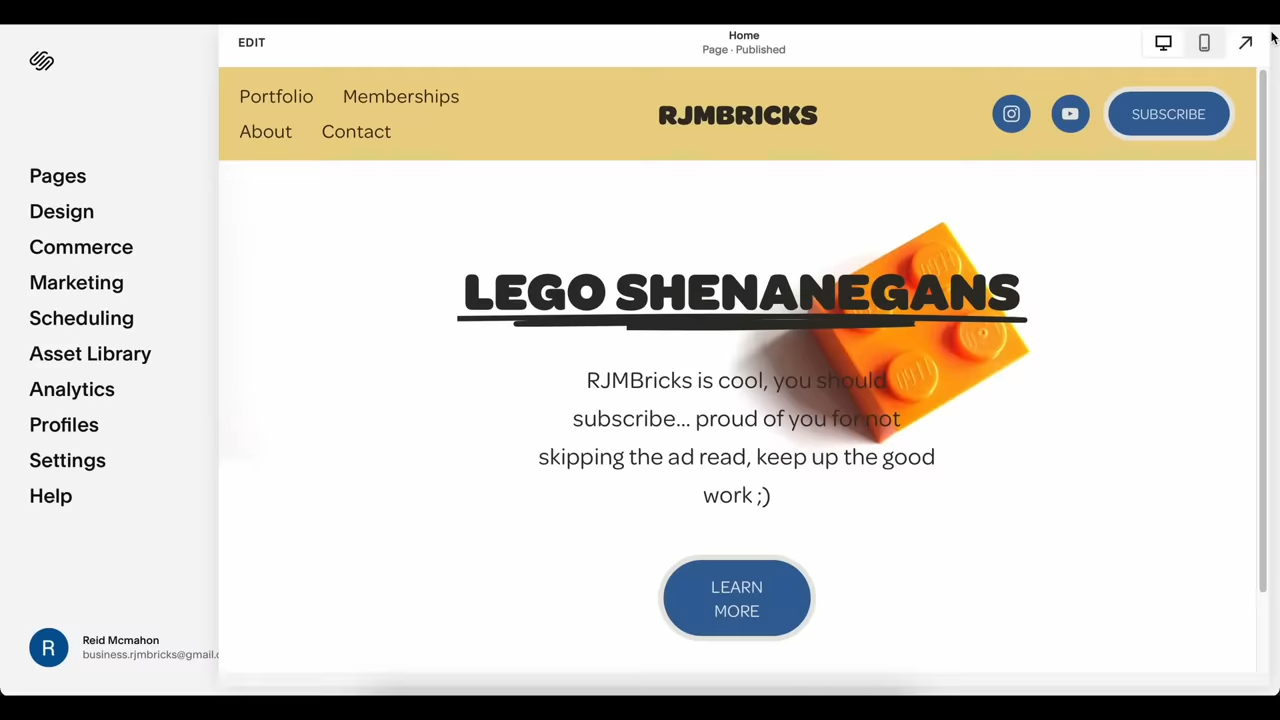 EDIT
Home
Page · Published
Portfolio Memberships
About Contact
RJMBRICKS
SUBSCRIBE
Pages
Design
Commerce
Marketing
Scheduling
Asset Library
Analytics
Profiles
Settings
Help
LEGO SHENANEGANS
RJMBricks is cool, you should
subscribe... proud of you for not
skipping the ad read, keep up the good
work ;)
LEARN
MORE
R
Reid Mcmahon
business.rjmbricks@gmail.c